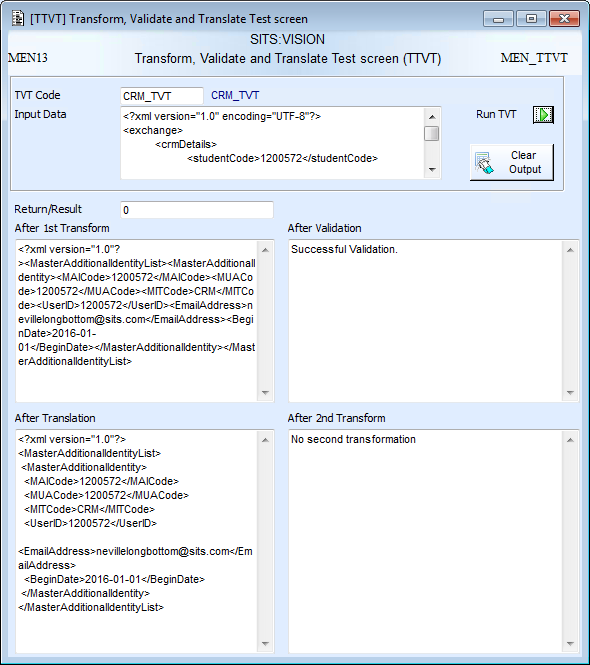 [TTVT] Transform, Validate and Translate Test screen
SITS:VISION
MEN13 Transform, Validate and Translate Test screen (TTVT) MEN_TTVT
TVT Code CRM_TVT CRM_TVT
Input Data
<?xml version="1.0" encoding="UTF-8"?>
<exchange>
<crmDetails>
<studentCode>1200572</studentCode>
Run TVT
Clear
Output
Return/Result 0
After 1st Transform
<?xml version="1.0"?
><MasterAdditionalIdentityList><MasterAdditionalI
dentity><MAICode>1200572</MAICode><MUACo
de>1200572</MUACode><MITCode>CRM</MITCo
de><UserID>1200572</UserID><EmailAddress>n
evillelongbottom@sits.com</EmailAddress><Begi
nDate>2016-01-
01</BeginDate></MasterAdditionalIdentity></Mast
erAdditionalIdentityList>
After Validation
Successful Validation.
After Translation
<?xml version="1.0"?>
<MasterAdditionalIdentityList>
<MasterAdditionalIdentity>
<MAICode>1200572</MAICode>
<MUACode>1200572</MUACode>
<MITCode>CRM</MITCode>
<UserID>1200572</UserID>
<EmailAddress>nevillelongbottom@sits.com</Em
ailAddress>
<BeginDate>2016-01-01</BeginDate>
</MasterAdditionalIdentity>
</MasterAdditionalIdentityList>
After 2nd Transform
No second transformation